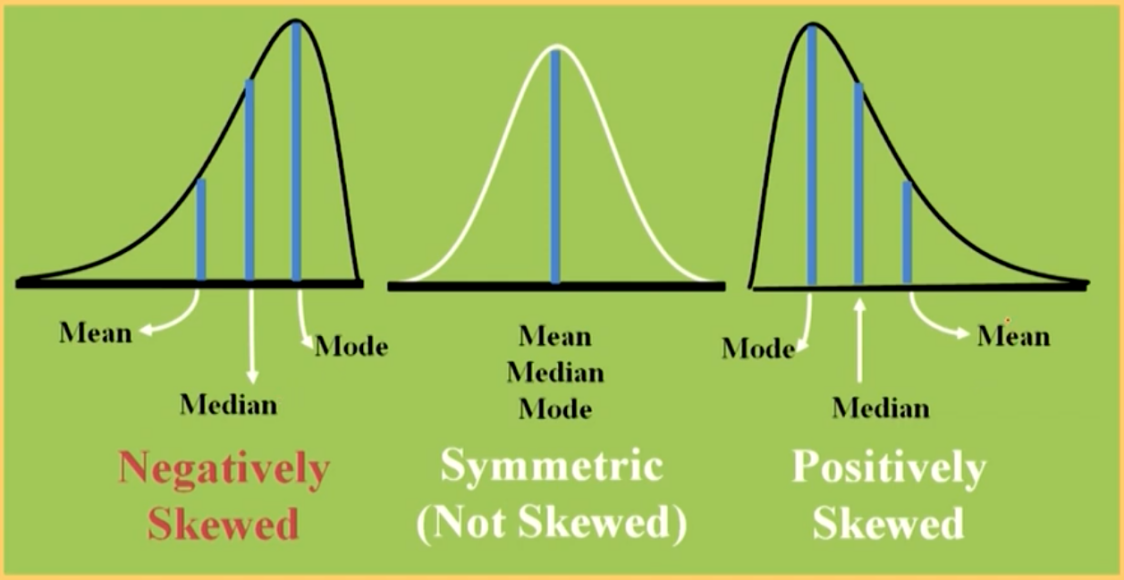 Mean
Mode
Median
Negatively
Skewed
Mean
Median
Mode
Symmetric
(Not Skewed)
Mode
Mean
Median
Positively
Skewed